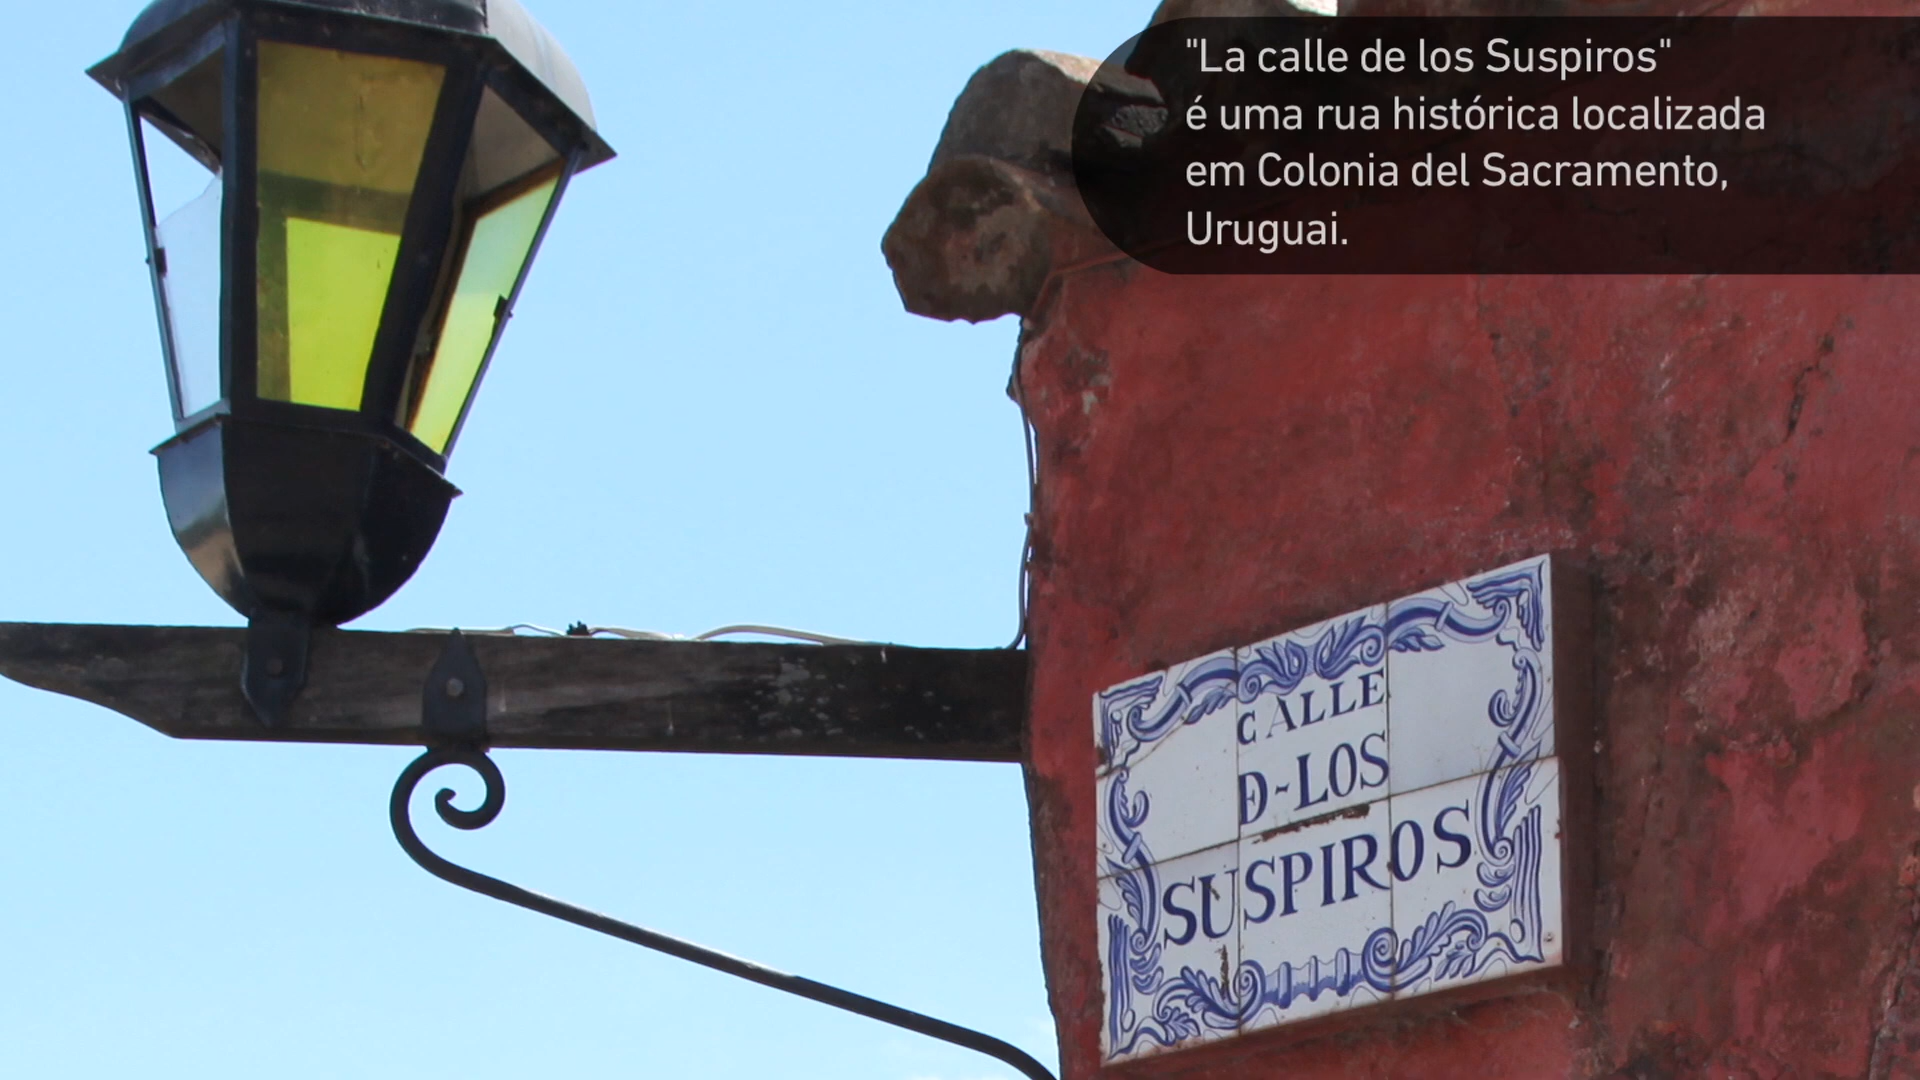 "La calle de los Suspiros"
é uma rua histórica localizada
em Colonia del Sacramento,
Uruguai.
CALLE
D-LOS
SUSPIROS